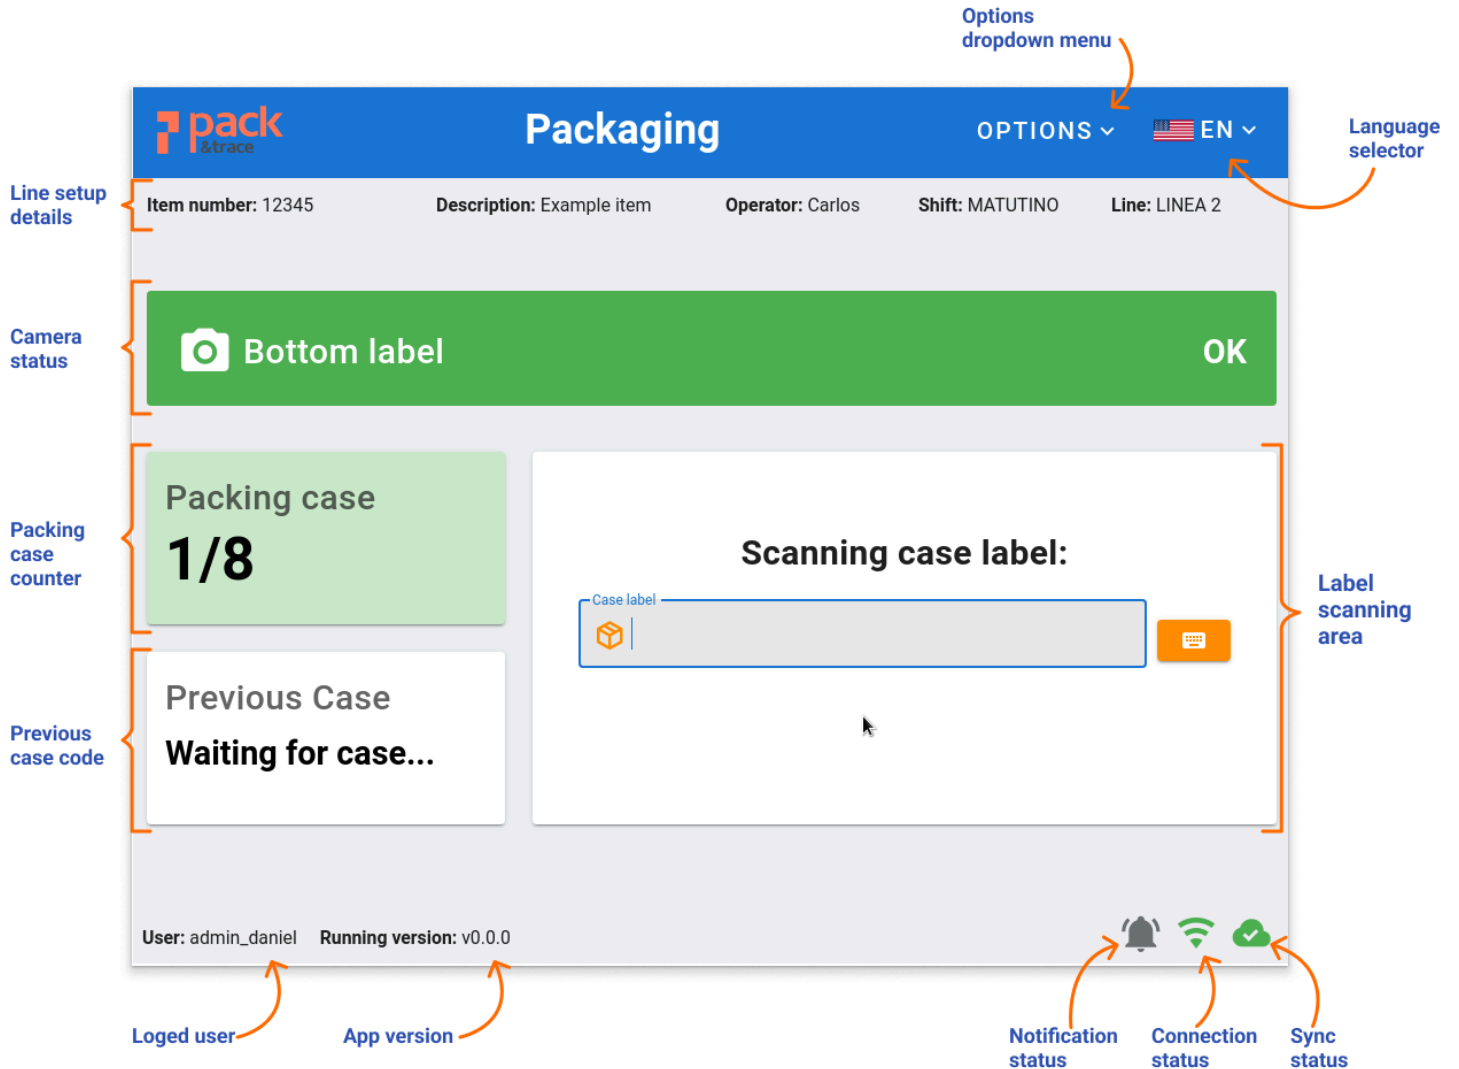 Options
dropdown menu
pack
&trace
Packaging
OPTIONS
EN
Language
selector
Line setup
details
Item number: 12345
Description: Example item
Operator: Carlos
Shift: MATUTINO
Line: LINEA 2
Camera
status
Bottom label
OK
Packing
case
counter
Packing case
1/8
Scanning case label:
Case label
Label
scanning
area
Previous
case code
Previous Case
Waiting for case...
User: admin_daniel
Running version: v0.0.0
Loged user
App version
Notification
status
Connection
status
Sync
status